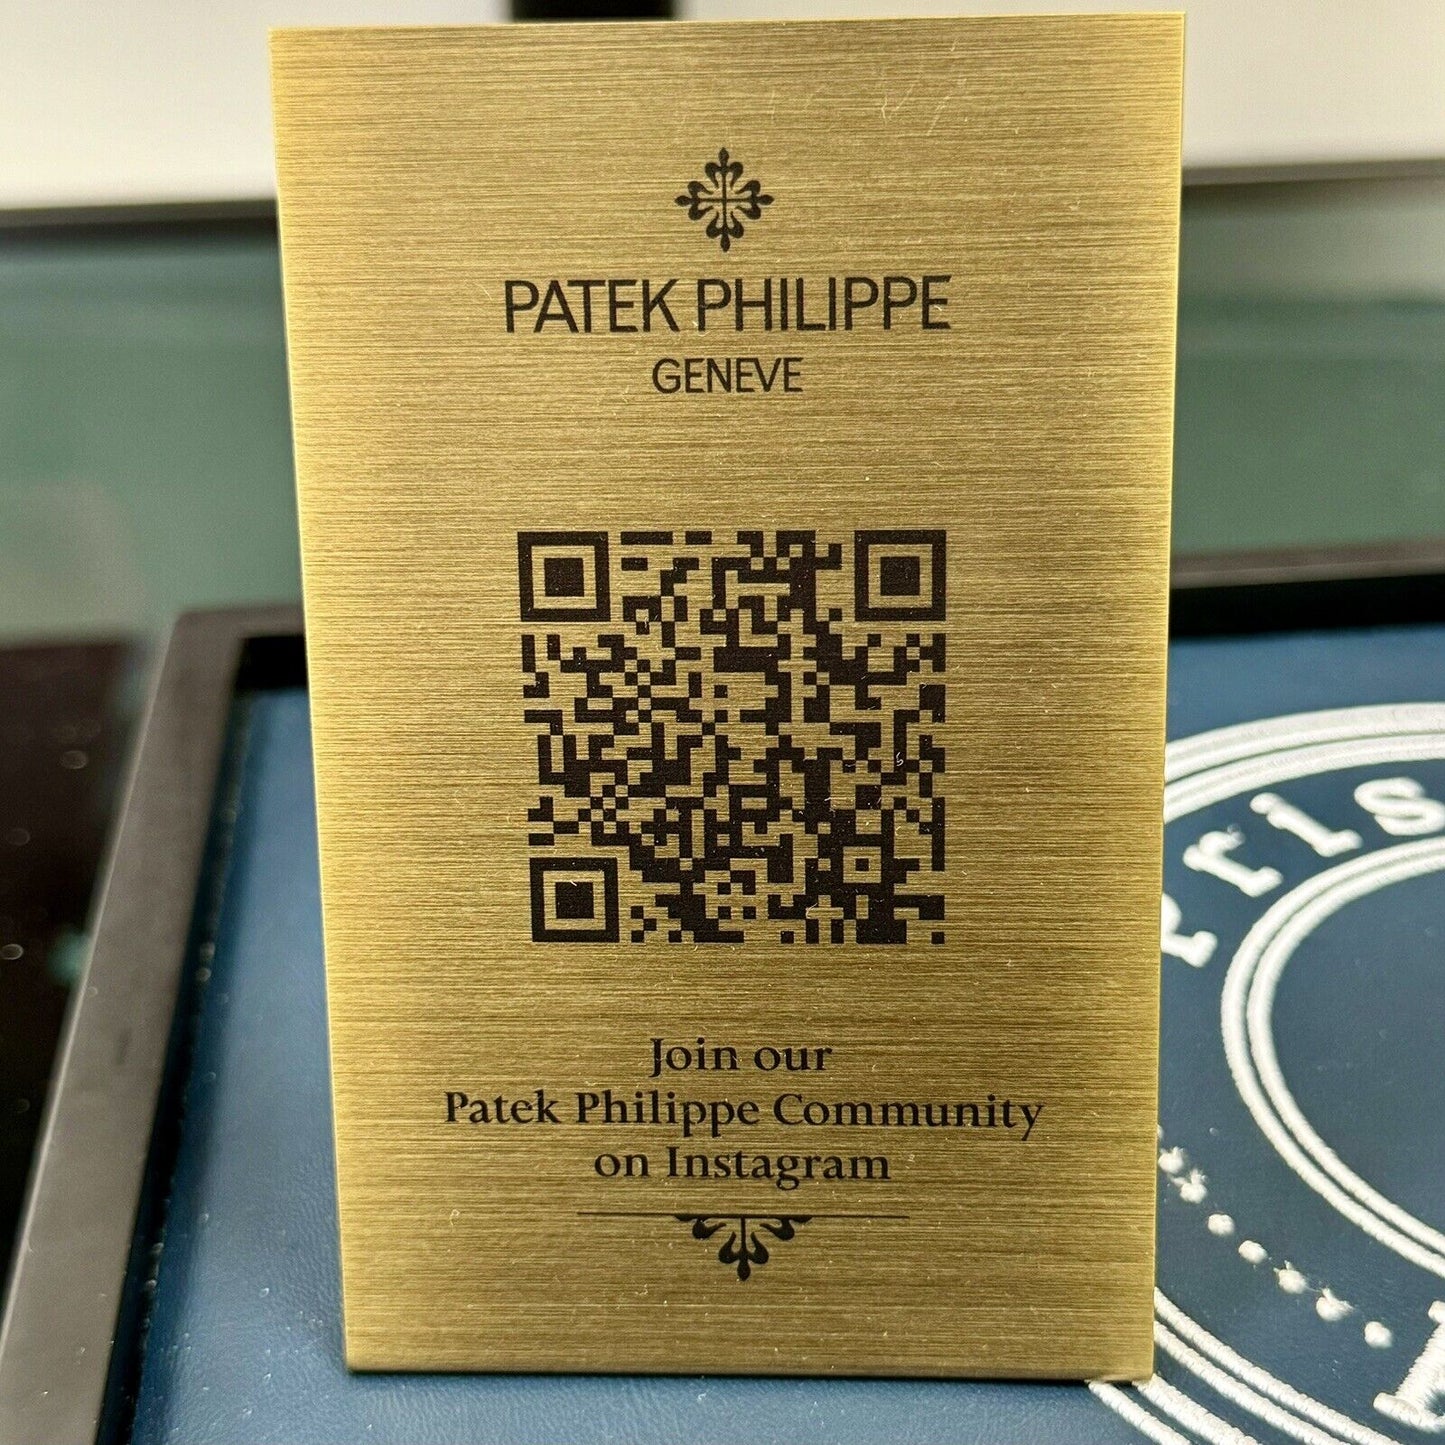 PATEK PHILIPPE
GENEVE
Join our
Patek Philippe Community
on Instagram